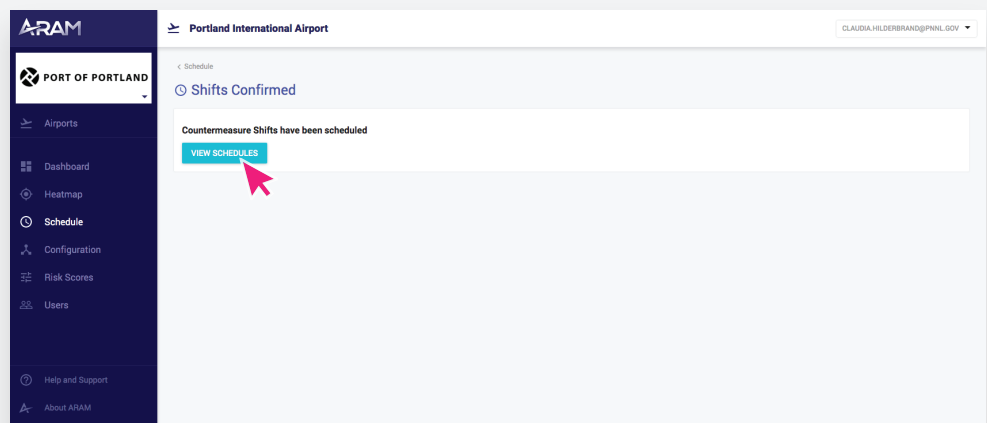 ARAM
PORT OF PORTLAND
Airports
Dashboard
Heatmap
Schedule
Configuration
Risk Scores
Users
Help and Support
About ARAM
Portland International Airport
CLAUDIA.HILDERBRAND@PNNL.GOV
< Schedule
Shifts Confirmed
Countermeasure Shifts have been scheduled
VIEW SCHEDULES